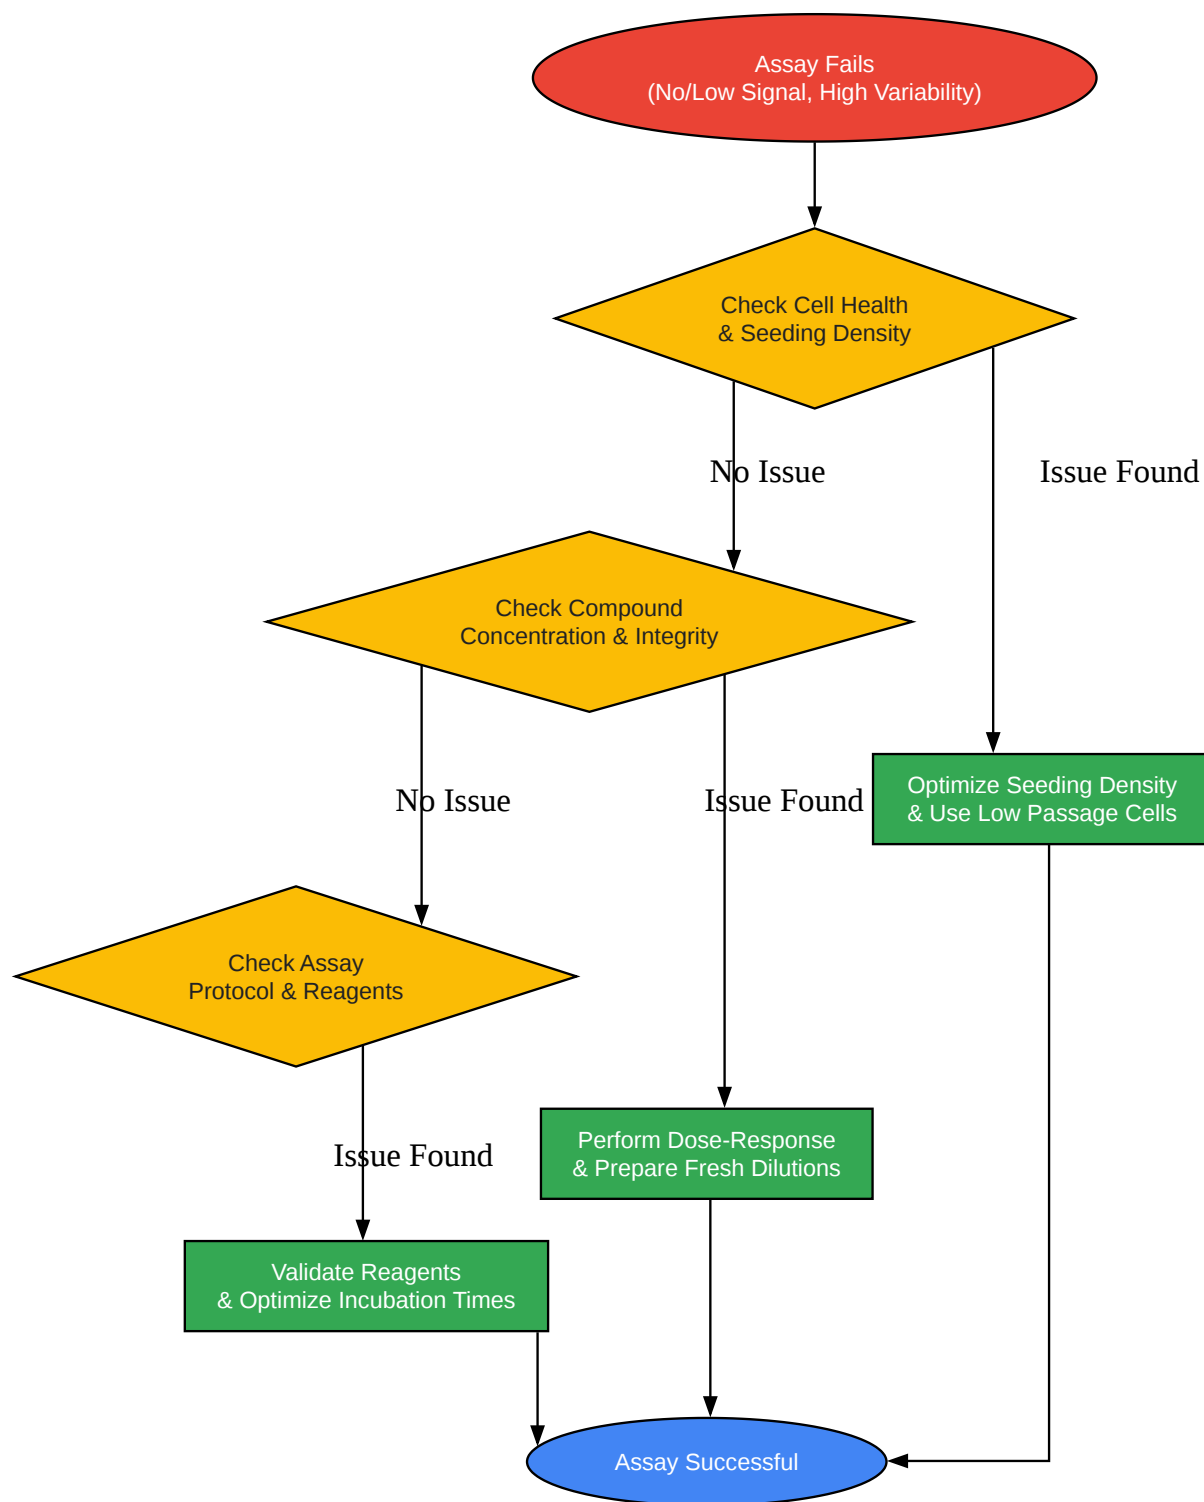 Assay Fails
(No/Low Signal, High Variability)
Check Cell Health
& Seeding Density
No Issue
Issue Found
Check Compound
Concentration & Integrity
Optimize Seeding Density
& Use Low Passage Cells
No Issue
Issue Found
Check Assay
Protocol & Reagents
Perform Dose-Response
& Prepare Fresh Dilutions
Issue Found
Validate Reagents
& Optimize Incubation Times
Assay Successful